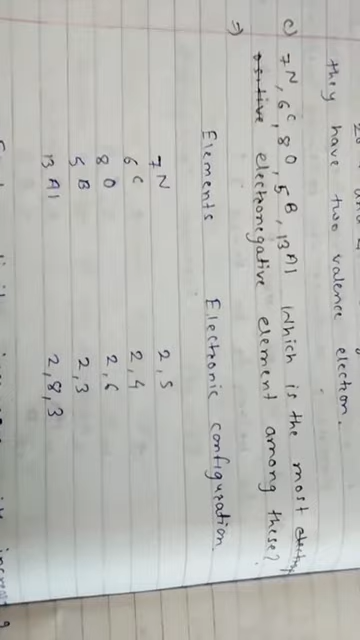 they have two valence election.
c) 7N, 6C, 8O, 5B, 13Al Which is the most
electronegative element among these?
Elements Electronic configuration
7N 2,5
6C 2,4
8O 2,6
5B 2,3
13Al 2,8,3